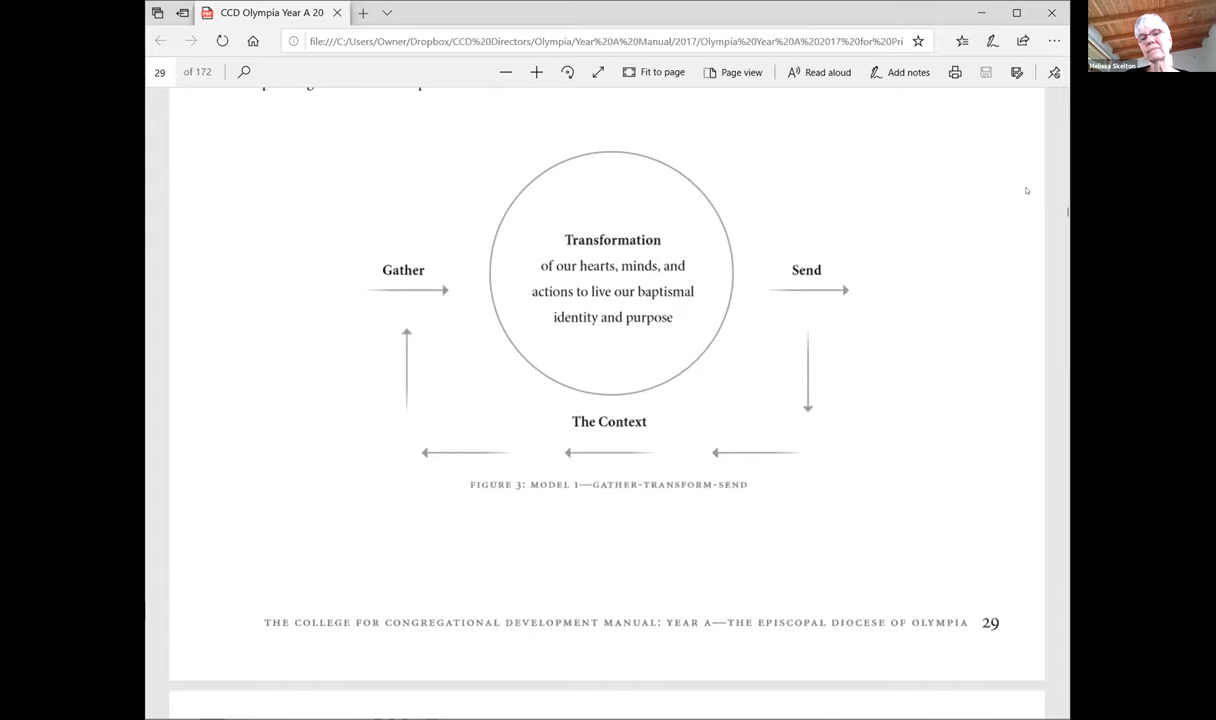 CCD Olympia Year A 20
file:///C:/Users/Owner/Dropbox/CCD%20Directors/Olympia/Year%20A%20Manual/2017/Olympia%20Year%20A%202017%20for%20Pri
29 of 172
Fit to page
Page view
Read aloud
Add notes
Melissa Skelton
Transformation
of our hearts, minds, and
actions to live our baptismal
identity and purpose
Gather
Send
The Context
FIGURE 3: MODEL 1—GATHER-TRANSFORM-SEND
THE COLLEGE FOR CONGREGATIONAL DEVELOPMENT MANUAL: YEAR A—THE EPISCOPAL DIOCESE OF OLYMPIA 29